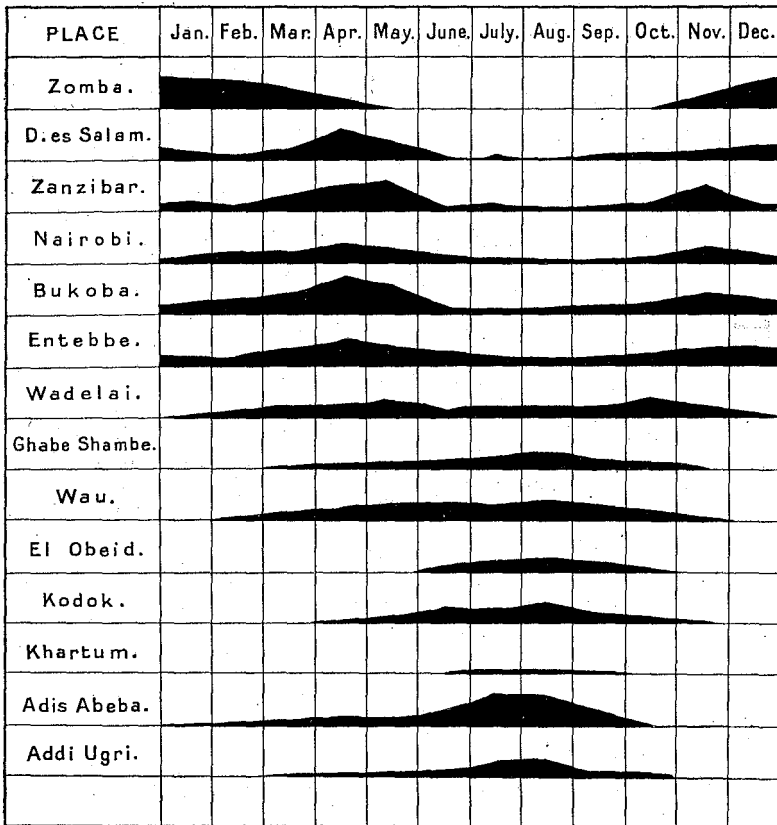 PLACE Jan. Feb. Mar. Apr. May. June. July. Aug. Sep. Oct. Nov. Dec.
Zomba.
D.es Salam.
Zanzibar.
Nairobi.
Bukoba.
Entebbe.
Wadelai.
Ghabe Shambe.
Wau.
El Obeid.
Kodok.
Khartum.
Adis Abeba.
Addi Ugri.